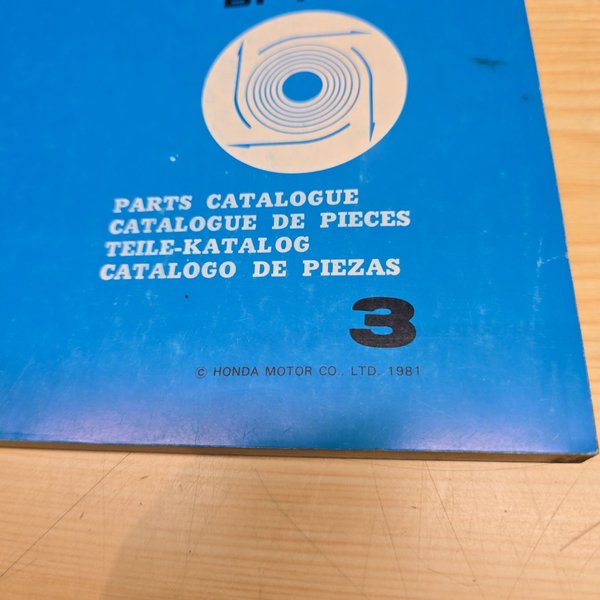 PARTS CATALOGUE
CATALOGUE DE PIECES
TEILE-KATALOG
CATALOGO DE PIEZAS
3
© HONDA MOTOR CO., LTD. 1981